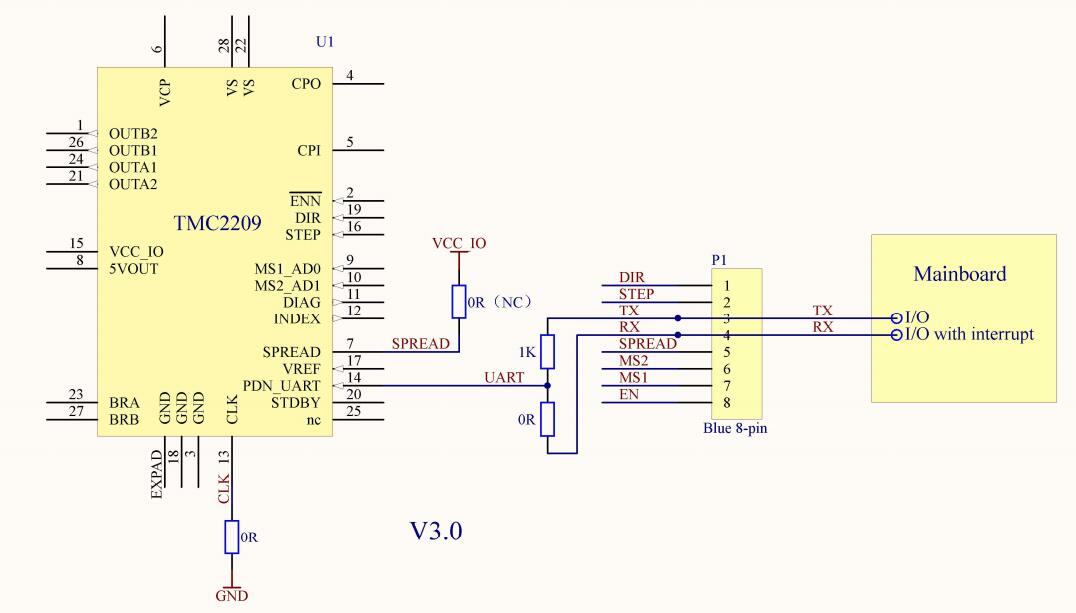 U1
6
28
22
VCP
VS
VS
CPO
4
1
OUTB2
26
OUTB1
24
OUTA1
21
OUTA2
CPI
5
ENN
2
DIR
19
STEP
16
TMC2209
15
VCC_IO
8
5VOUT
MS1_AD0
9
MS2_AD1
10
DIAG
11
INDEX
12
SPREAD
7
VREF
17
PDN_UART
14
STDBY
20
nc
25
23
BRA
27
BRB
GND
GND
GND
CLK
EXPAD
18
3
13
CLK
0R
GND
VCC_IO
0R（NC）
SPREAD
UART
1K
0R
P1
DIR
1
STEP
2
TX
3
RX
4
SPREAD
5
MS2
6
MS1
7
EN
8
Blue 8-pin
TX
RX
Mainboard
I/O
I/O with interrupt
V3.0